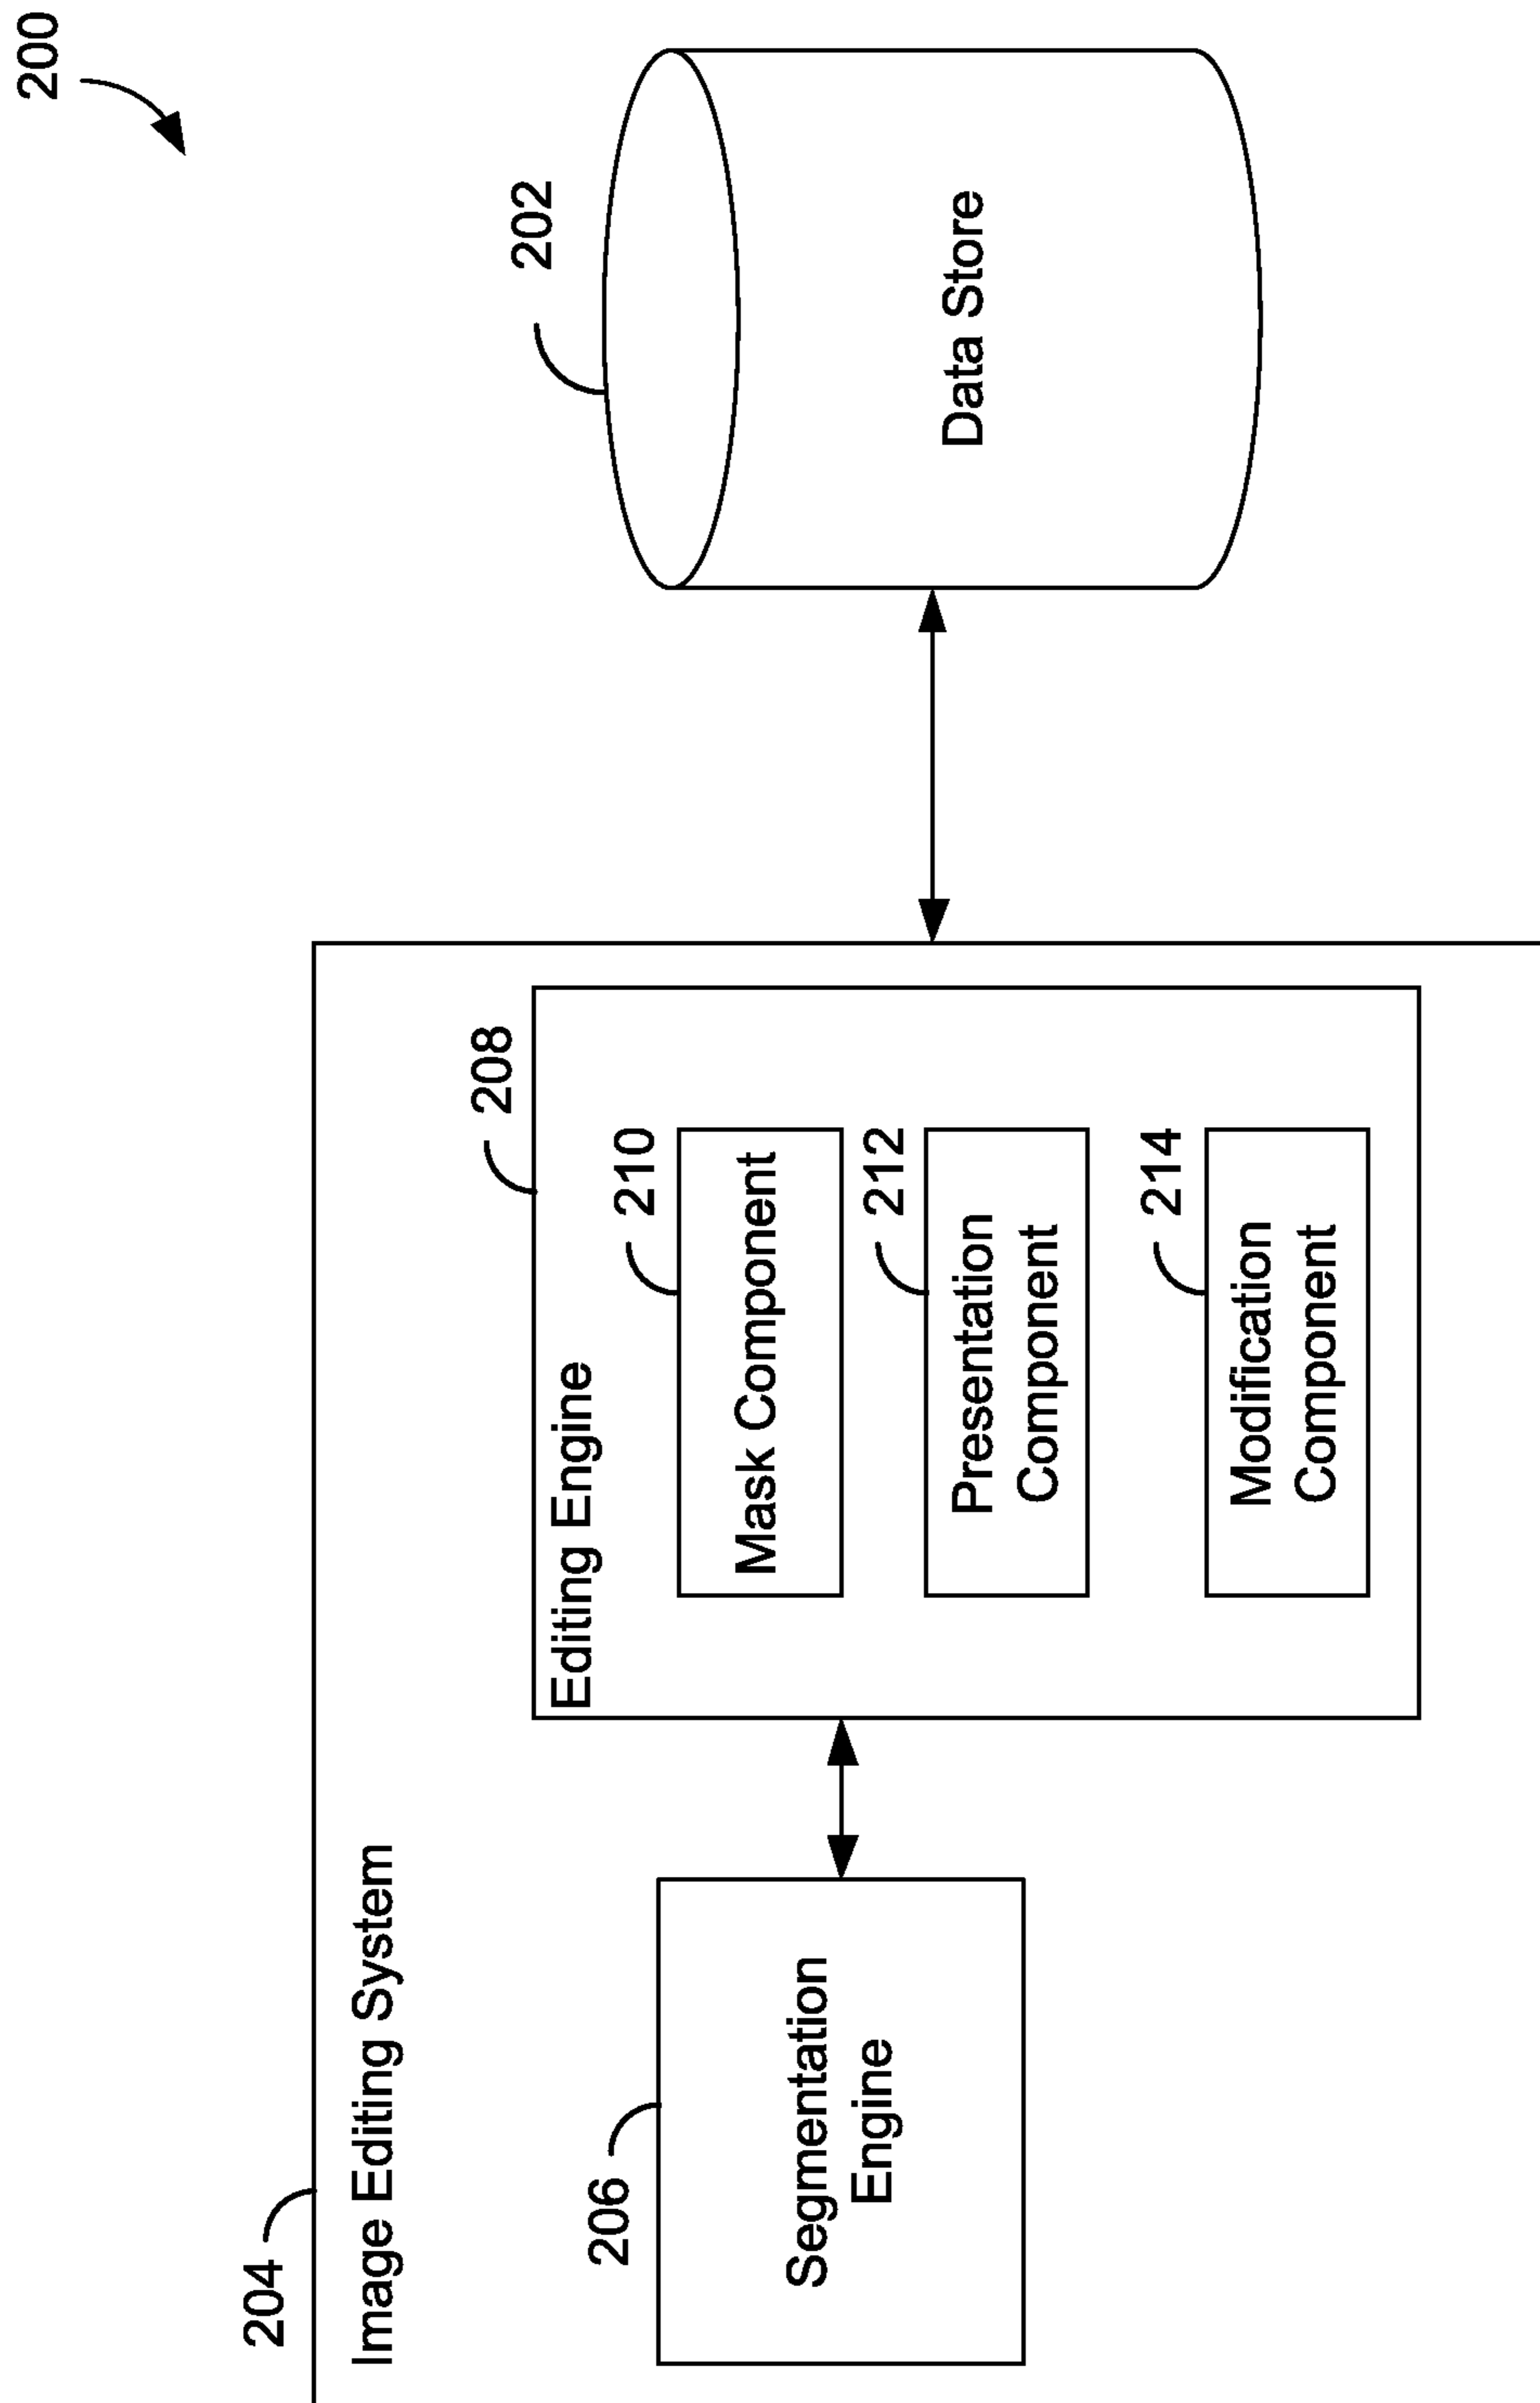 200
204
Image Editing System
206
Segmentation
Engine
208
Editing Engine
210
Mask Component
212
Presentation
Component
214
Modification
Component
202
Data Store